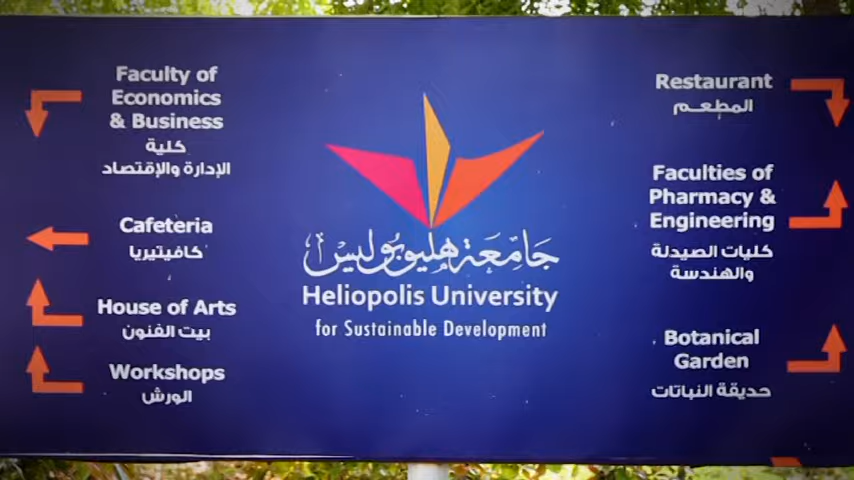 Faculty of
Economics
& Business
كلية
الإدارة والإقتصاد
Cafeteria
كافيتيريا
House of Arts
بيت الفنون
Workshops
الورش
جَامِعَة هليوبوليس
Heliopolis University
for Sustainable Development
Restaurant
المطعم
Faculties of
Pharmacy &
Engineering
كليات الصيدلة
والهندسة
Botanical
Garden
حديقة النباتات